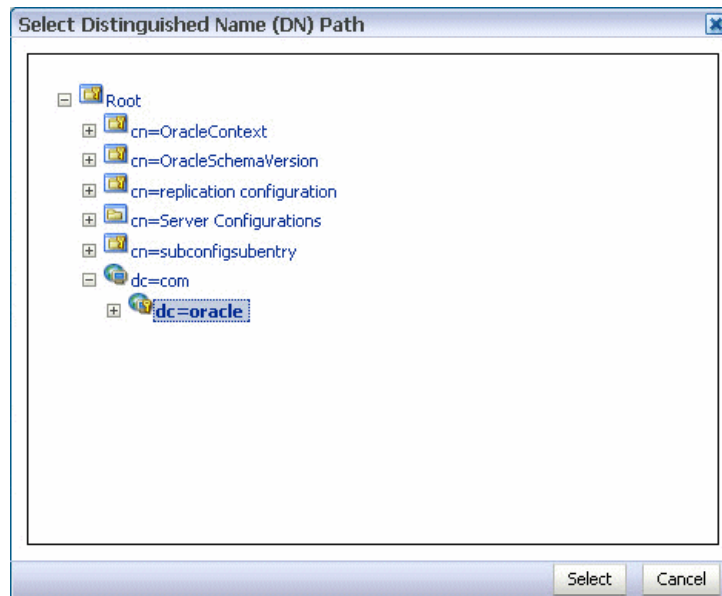 Select Distinguished Name (DN) Path
Root
cn=OracleContext
cn=OracleSchemaVersion
cn=replication configuration
cn=Server Configurations
cn=subconfigsubentry
dc=com
dc=oracle
Select Cancel